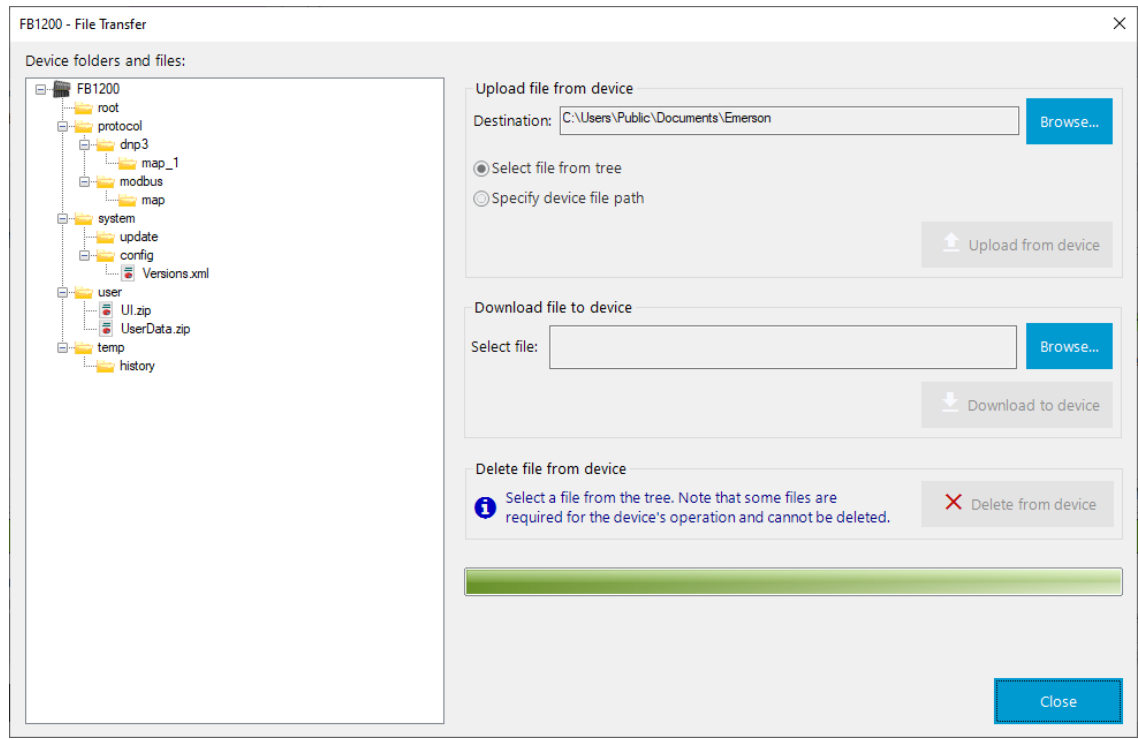 FB1200 - File Transfer
Device folders and files:
FB1200
root
protocol
dnp3
map_1
modbus
map
system
update
config
Versions.xml
user
UI.zip
UserData.zip
temp
history
Upload file from device
Destination: C:\Users\Public\Documents\Emerson
Browse...
Select file from tree
Specify device file path
Upload from device
Download file to device
Select file:
Browse...
Download to device
Delete file from device
Select a file from the tree. Note that some files are
required for the device's operation and cannot be deleted.
Delete from device
Close